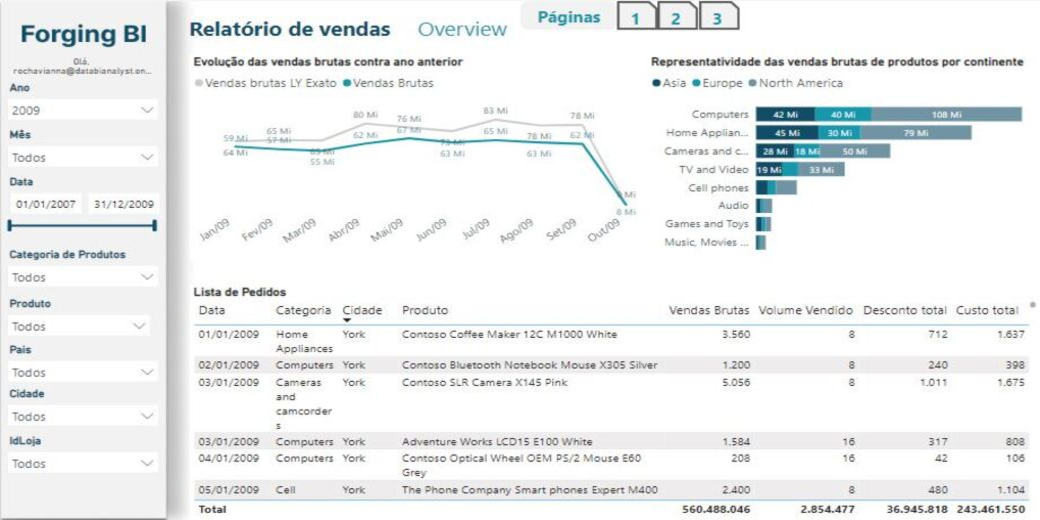 Forging BI
Olá,
rochavianna@databianalyst.on...
Ano
2009
Mês
Todos
Data
01/01/2007 31/12/2009
Categoria de Produtos
Todos
Produto
Todos
Pais
Todos
Cidade
Todos
IdLoja
Todos
Relatório de vendas Overview
Páginas 1 2 3
Evolução das vendas brutas contra ano anterior
Vendas brutas LY Exato Vendas Brutas
80 Mi 76 Mi 83 Mi 78 Mi
59 Mi 65 Mi 62 Mi 67 Mi 65 Mi 78 Mi 62 Mi
64 Mi 57 Mi 55 Mi 63 Mi 63 Mi
8 Mi
Jan/09 Fev/09 Mar/09 Abr/09 Mai/09 Jun/09 Jul/09 Ago/09 Set/09 Out/09
Representatividade das vendas brutas de produtos por continente
Asia Europe North America
Computers 42 Mi 40 Mi 108 Mi
Home Applian... 45 Mi 30 Mi 79 Mi
Cameras and c... 28 Mi 18 Mi 50 Mi
TV and Video 19 Mi 33 Mi
Cell phones
Audio
Games and Toys
Music, Movies ...
Lista de Pedidos
Data Categoria Cidade Produto Vendas Brutas Volume Vendido Desconto total Custo total
01/01/2009 Home York Contoso Coffee Maker 12C M1000 White 3.560 8 712 1.637
Appliances
02/01/2009 Computers York Contoso Bluetooth Notebook Mouse X305 Silver 1.200 8 240 398
03/01/2009 Cameras York Contoso SLR Camera X145 Pink 5.056 8 1.011 1.675
and
camcorder
s
03/01/2009 Computers York Adventure Works LCD15 E100 White 1.584 16 317 808
04/01/2009 Computers York Contoso Optical Wheel OEM PS/2 Mouse E60 208 16 42 106
Grey
05/01/2009 Cell York The Phone Company Smart phones Expert M400 2.400 8 480 1.104
Total 560.488.046 2.854.477 36.945.818 243.461.550